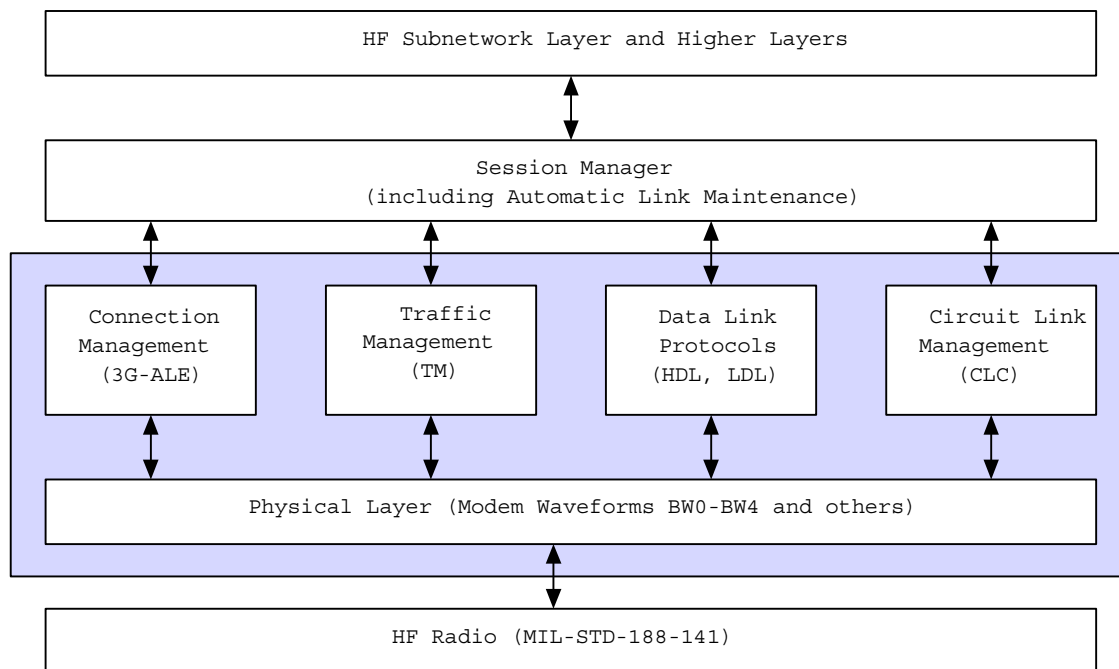 HF Subnetwork Layer and Higher Layers
Session Manager
(including Automatic Link Maintenance)
Connection
Management
(3G-ALE)
Traffic
Management
(TM)
Data Link
Protocols
(HDL, LDL)
Circuit Link
Management
(CLC)
Physical Layer (Modem Waveforms BW0-BW4 and others)
HF Radio (MIL-STD-188-141)